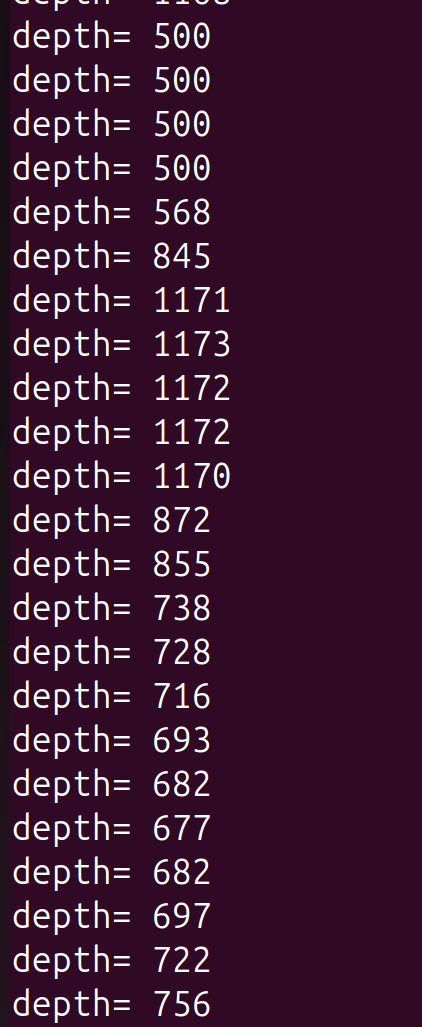 depth= 500
depth= 500
depth= 500
depth= 500
depth= 568
depth= 845
depth= 1171
depth= 1173
depth= 1172
depth= 1172
depth= 1170
depth= 872
depth= 855
depth= 738
depth= 728
depth= 716
depth= 693
depth= 682
depth= 677
depth= 682
depth= 697
depth= 722
depth= 756